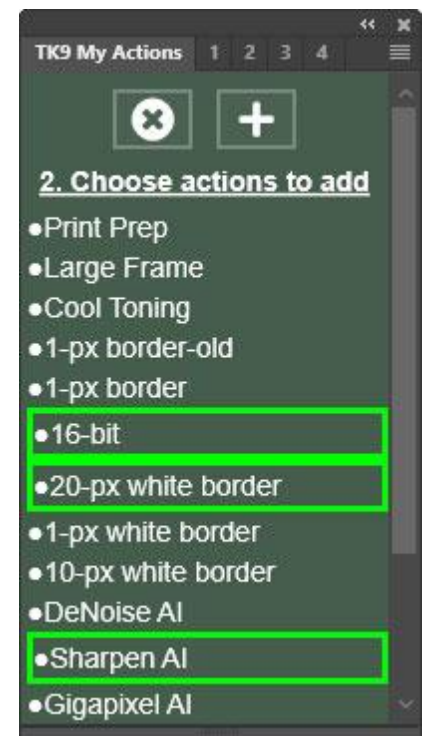 TK9 My Actions 1 2 3 4
2. Choose actions to add
●Print Prep
●Large Frame
●Cool Toning
●1-px border-old
●1-px border
●16-bit
●20-px white border
●1-px white border
●10-px white border
●DeNoise AI
●Sharpen AI
●Gigapixel AI